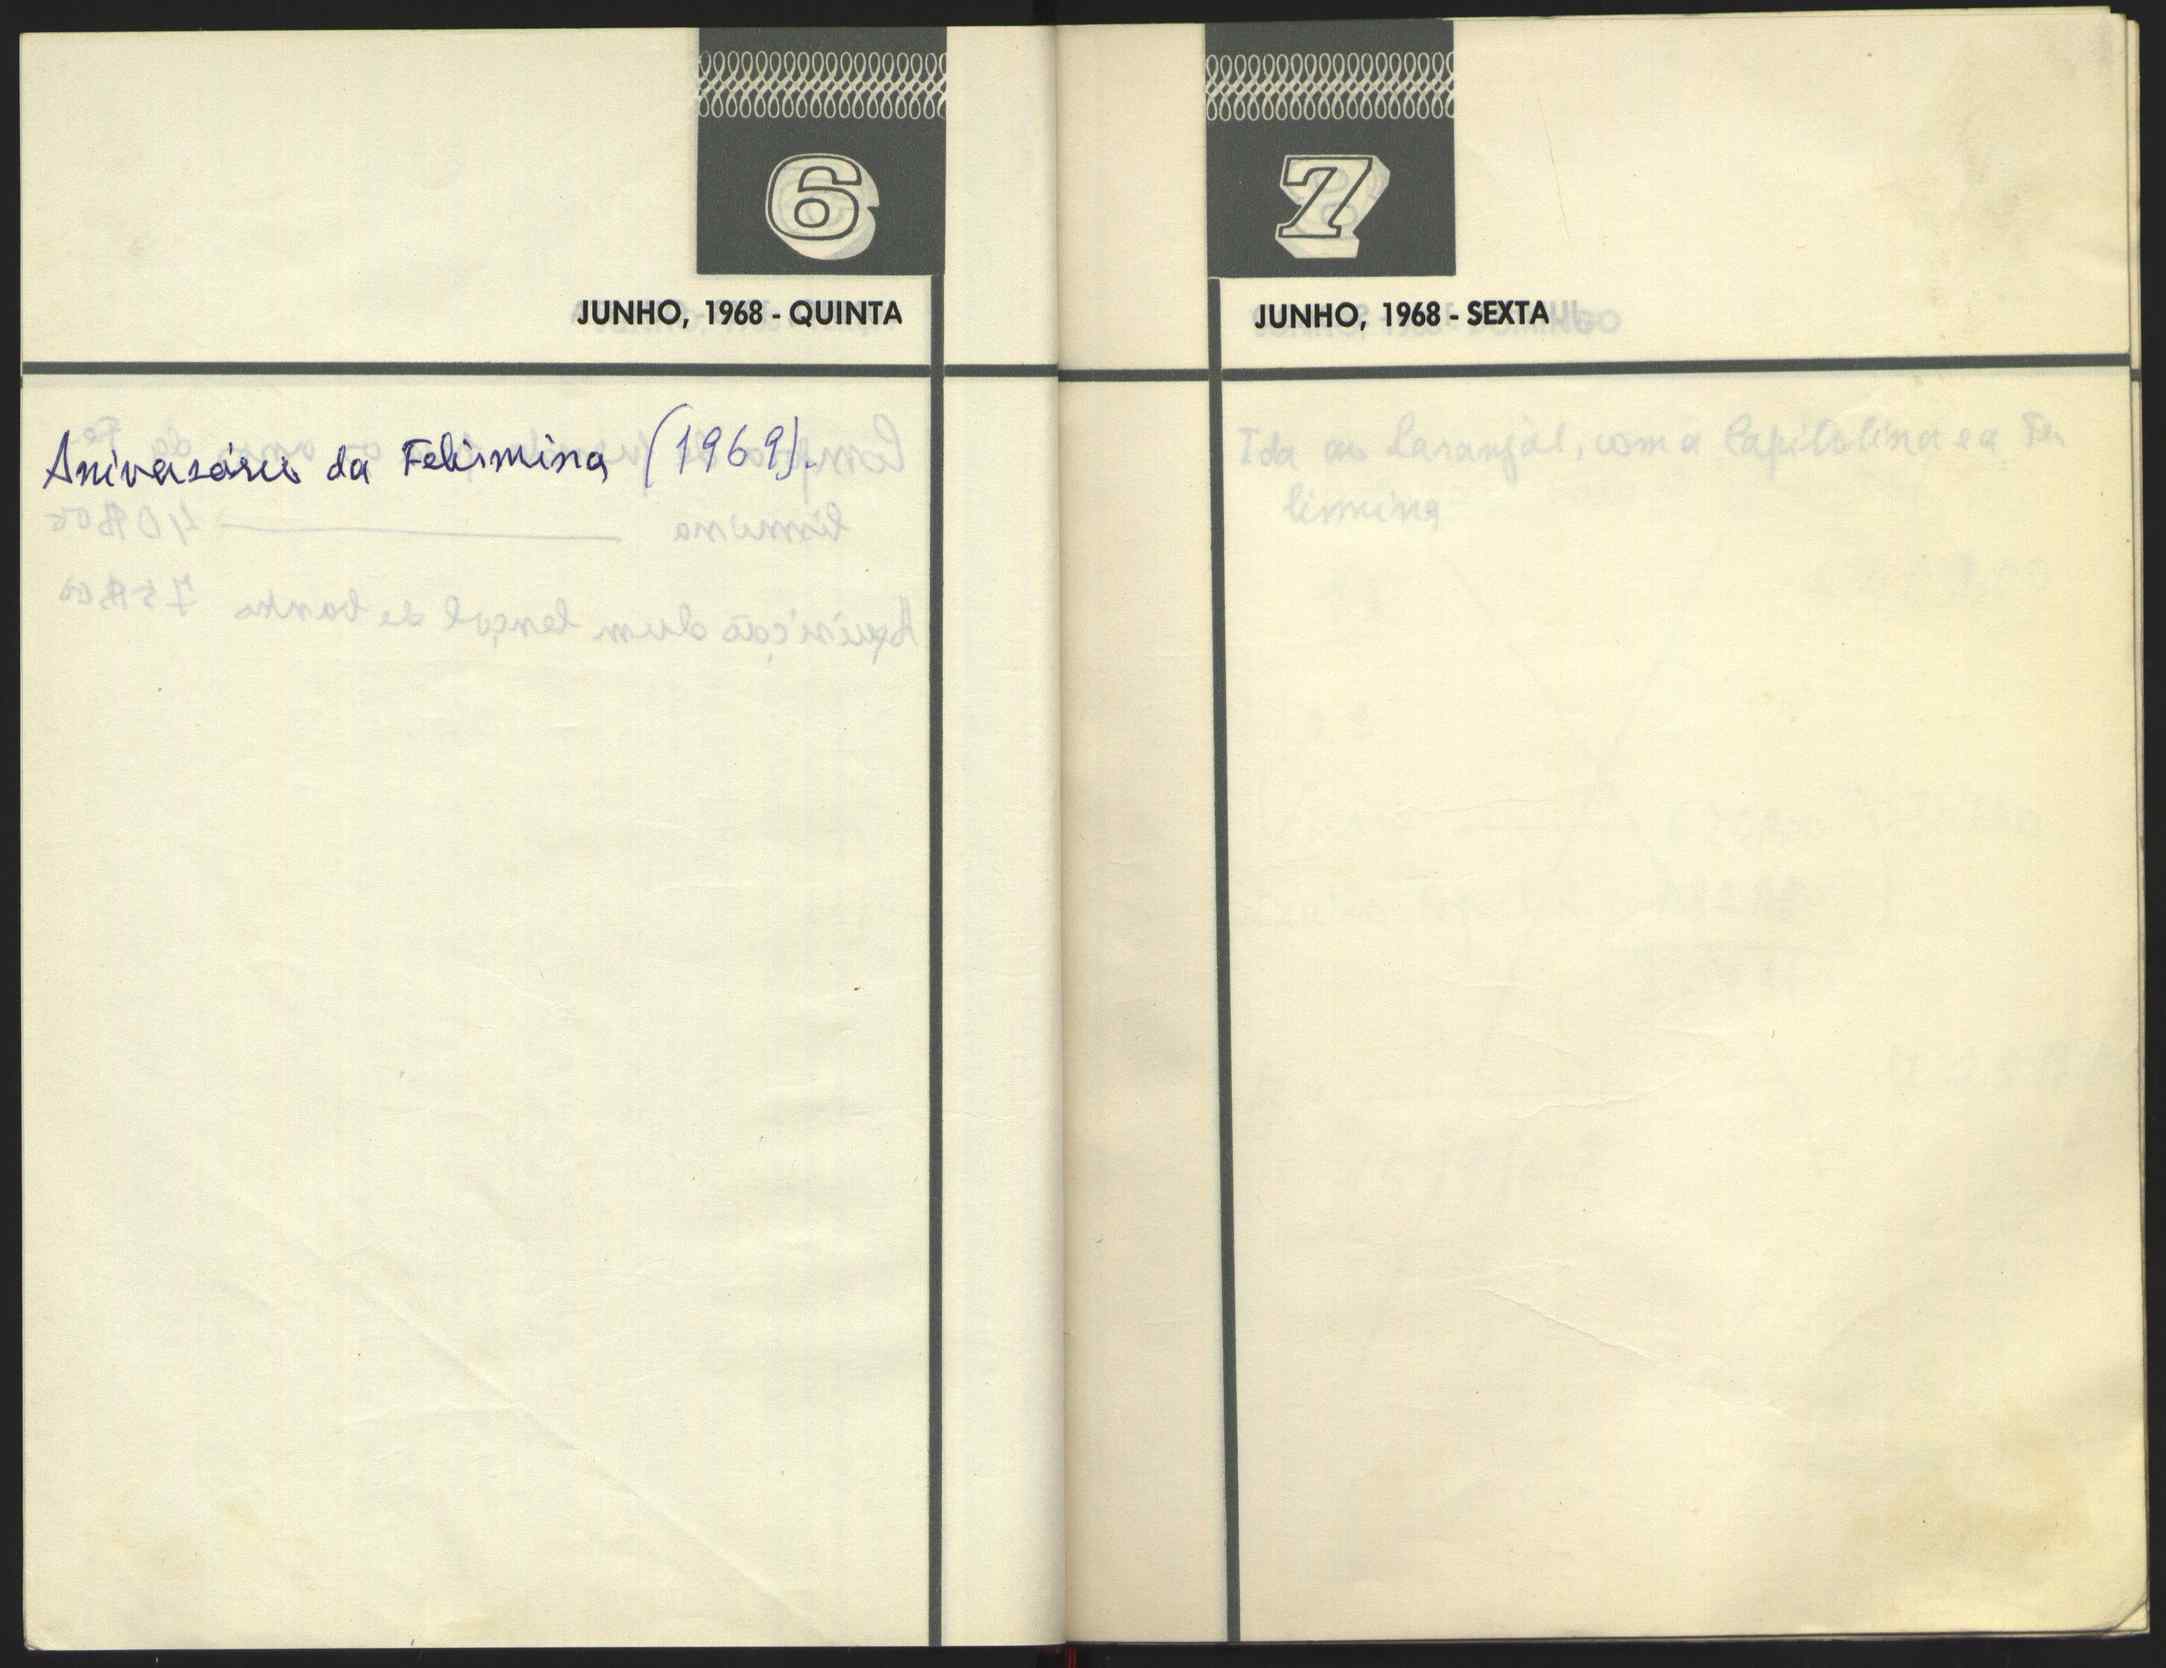 6
JUNHO, 1968 - QUINTA
Aniversário da Felismina (1969).
7
JUNHO, 1968 - SEXTA
Ida ao Laranjal, com a Capitolina e a Fe
lismina